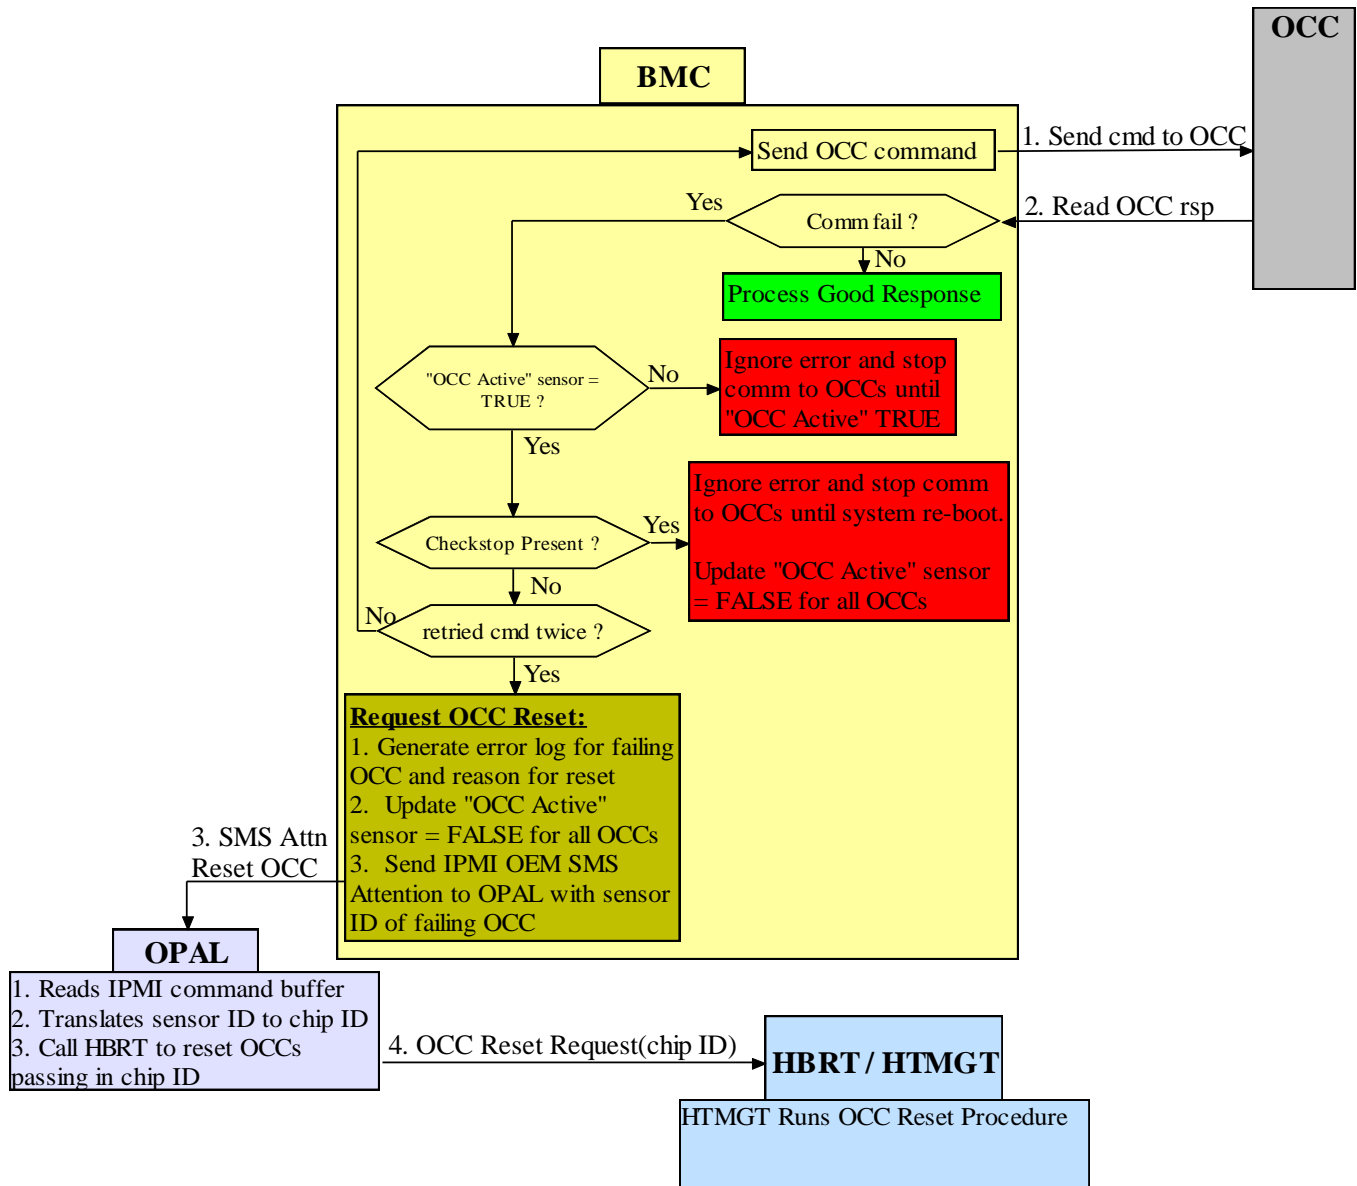 OCC
BMC
Send OCC command
1. Send cmd to OCC
Yes
Comm fail ?
2. Read OCC rsp
No
Process Good Response
"OCC Active" sensor =
TRUE ?
No
Ignore error and stop
comm to OCCs until
"OCC Active" TRUE
Yes
Checkstop Present ?
Yes
Ignore error and stop comm
to OCCs until system re-boot.
Update "OCC Active" sensor
= FALSE for all OCCs
No
No
retried cmd twice ?
Yes
Request OCC Reset:
1. Generate error log for failing
OCC and reason for reset
2. Update "OCC Active"
sensor = FALSE for all OCCs
3. Send IPMI OEM SMS
Attention to OPAL with sensor
ID of failing OCC
3. SMS Attn
Reset OCC
OPAL
1. Reads IPMI command buffer
2. Translates sensor ID to chip ID
3. Call HBRT to reset OCCs
passing in chip ID
4. OCC Reset Request(chip ID)
HBRT / HTMGT
HTMGT Runs OCC Reset Procedure